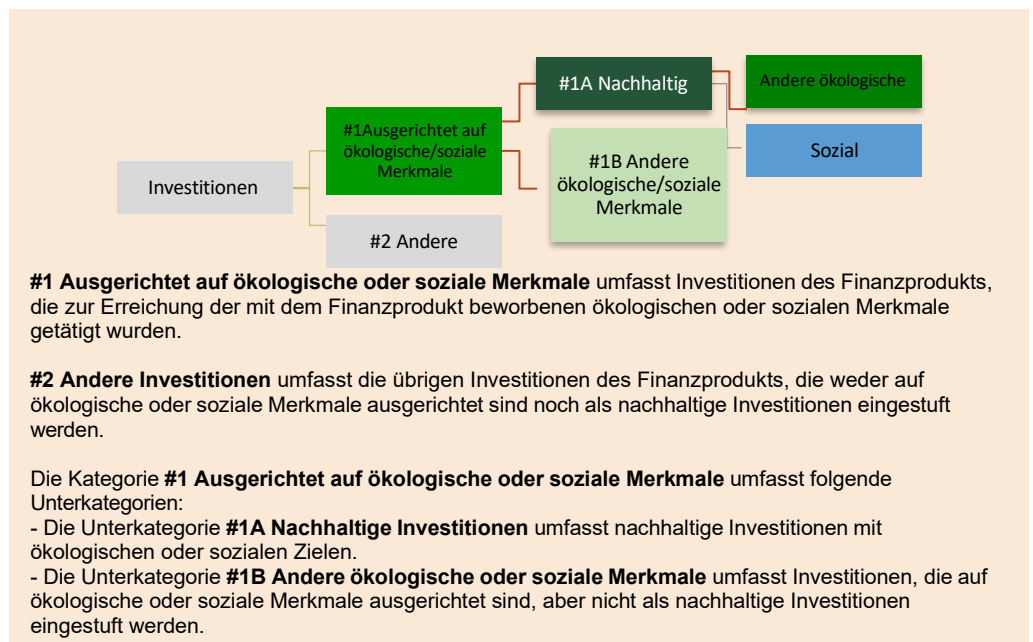 #1A Nachhaltig
Andere ökologische
#1Ausgerichtet auf
ökologische/soziale
Merkmale
Sozial
#1B Andere
ökologische/soziale
Merkmale
Investitionen
#2 Andere
#1 Ausgerichtet auf ökologische oder soziale Merkmale umfasst Investitionen des Finanzprodukts,
die zur Erreichung der mit dem Finanzprodukt beworbenen ökologischen oder sozialen Merkmale
getätigt wurden.
#2 Andere Investitionen umfasst die übrigen Investitionen des Finanzprodukts, die weder auf
ökologische oder soziale Merkmale ausgerichtet sind noch als nachhaltige Investitionen eingestuft
werden.
Die Kategorie #1 Ausgerichtet auf ökologische oder soziale Merkmale umfasst folgende
Unterkategorien:
- Die Unterkategorie #1A Nachhaltige Investitionen umfasst nachhaltige Investitionen mit
ökologischen oder sozialen Zielen.
- Die Unterkategorie #1B Andere ökologische oder soziale Merkmale umfasst Investitionen, die auf
ökologische oder soziale Merkmale ausgerichtet sind, aber nicht als nachhaltige Investitionen
eingestuft werden.